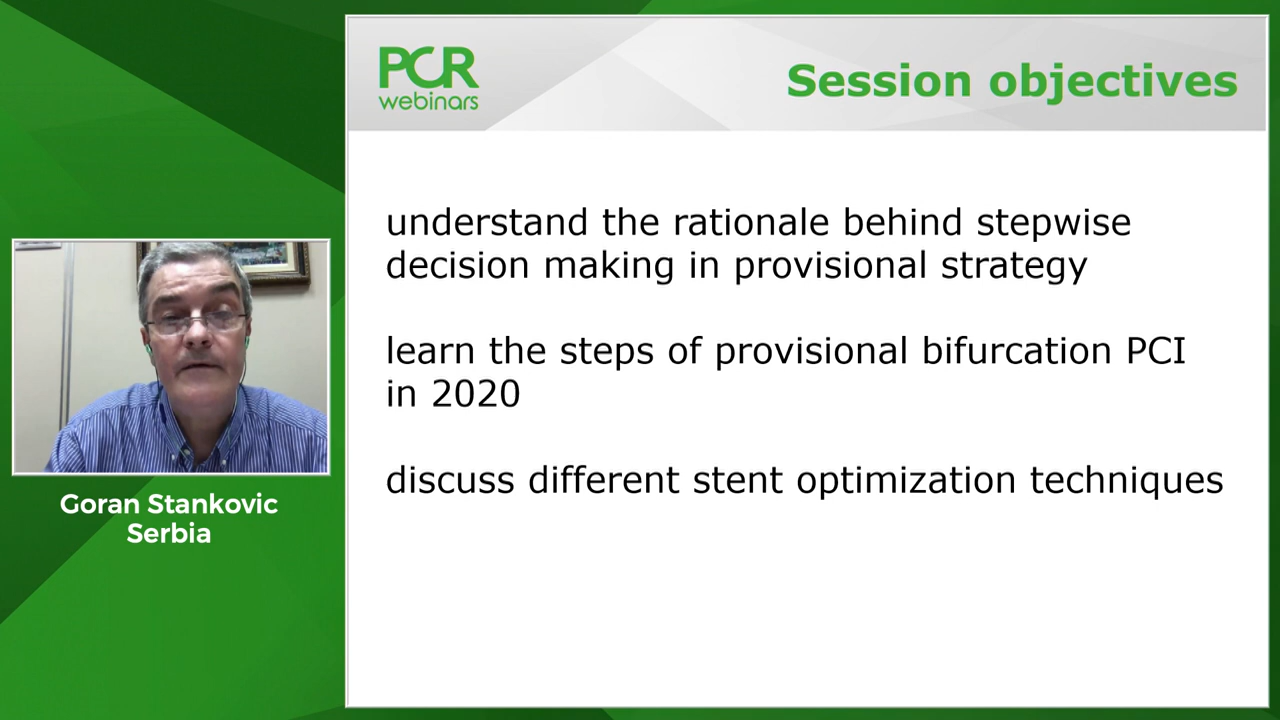 PCR
webinars
Session objectives
understand the rationale behind stepwise
decision making in provisional strategy
learn the steps of provisional bifurcation PCI
in 2020
discuss different stent optimization techniques
Goran Stankovic
Serbia